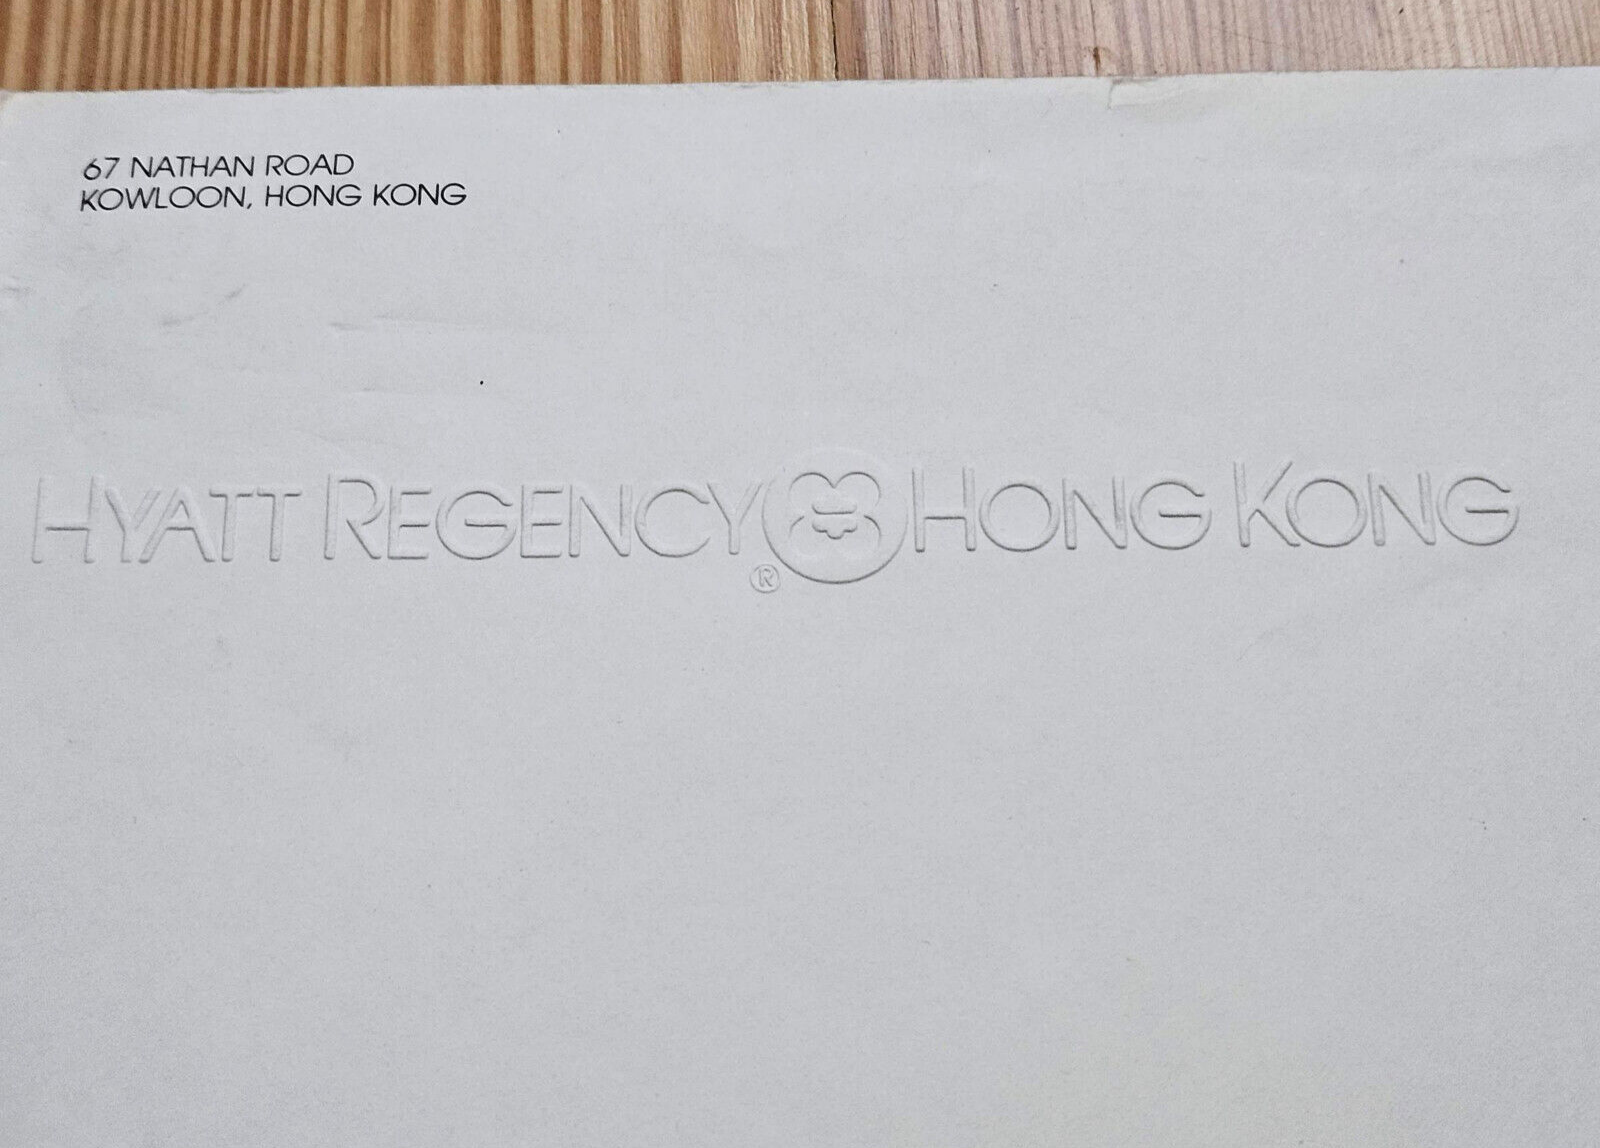 67 NATHAN ROAD
KOWLOON, HONG KONG
HYATT REGENCY HONG KONG
®